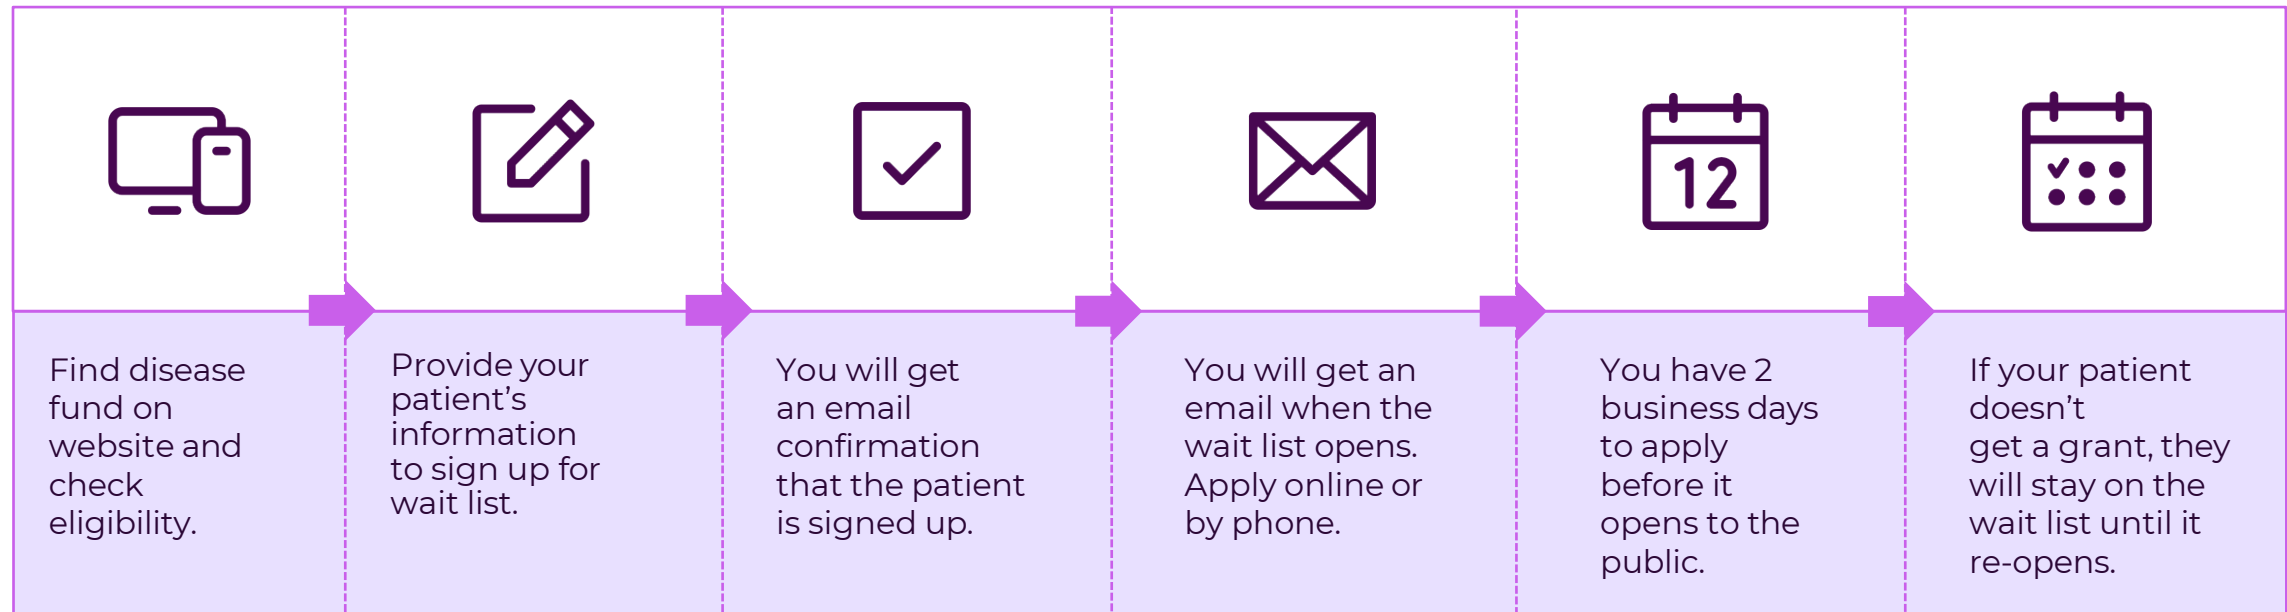 12
Find disease
fund on
website and
check
eligibility.
Provide your
patient’s
information
to sign up for
wait list.
You will get
an email
confirmation
that the patient
is signed up.
You will get an
email when the
wait list opens.
Apply online or
by phone.
You have 2
business days
to apply
before it
opens to the
public.
If your patient
doesn’t
get a grant, they
will stay on the
wait list until it
re-opens.